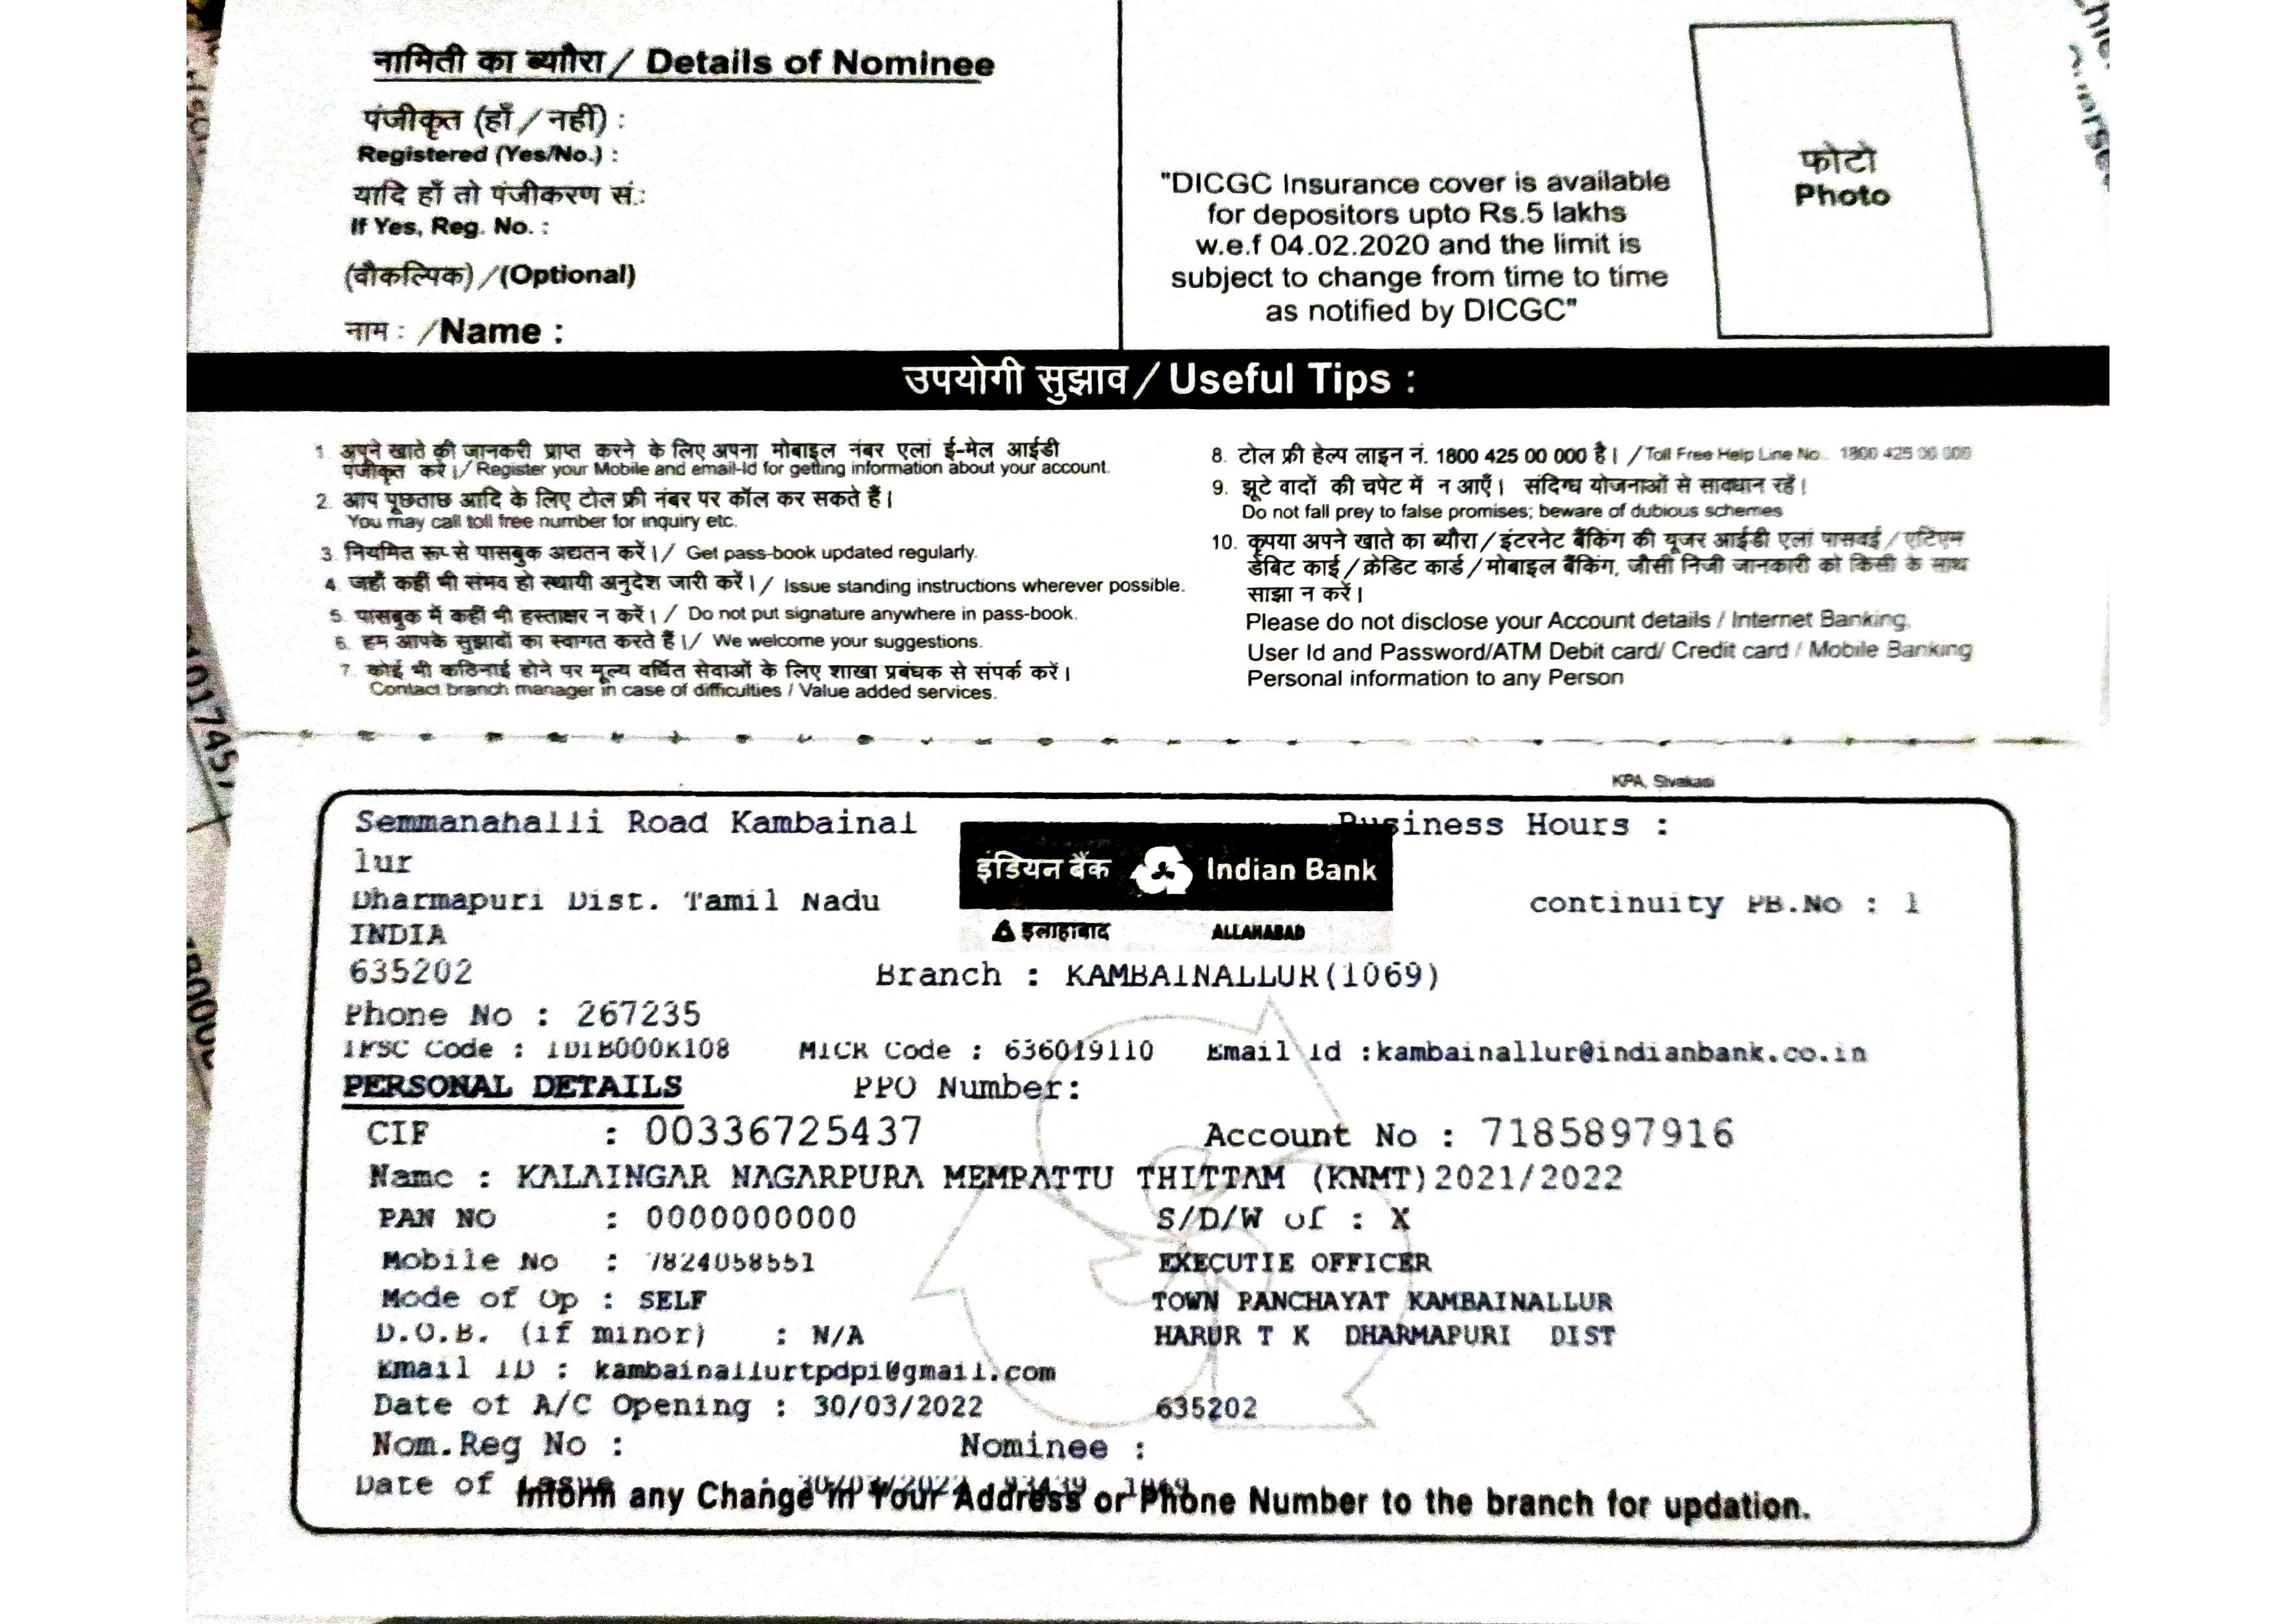 नामिती का ब्यौरा / Details of Nominee
पंजीकृत (हाँ / नहीं) :
Registered (Yes/No.) :
यादि हाँ तो पंजीकरण सं.:
If Yes, Reg. No. :
(वौकल्पिक) / (Optional)
नाम : / Name :
"DICGC Insurance cover is available
for depositors upto Rs.5 lakhs
w.e.f 04.02.2020 and the limit is
subject to change from time to time
as notified by DICGC"
फोटो
Photo
उपयोगी सुझाव / Useful Tips :
1. अपने खाते की जानकरी प्राप्त करने के लिए अपना मोबाइल नंबर एलां ई-मेल आईडी
पंजीकृत करें।/ Register your Mobile and email-Id for getting information about your account.
2. आप पूछताछ आदि के लिए टोल फ्री नंबर पर कॉल कर सकते हैं।
You may call toll free number for inquiry etc.
3. नियमित रूप से पासबुक अद्यतन करें।/ Get pass-book updated regularly.
4. जहाँ कहीं भी संभव हो स्थायी अनुदेश जारी करें।/ Issue standing instructions wherever possible.
5. पासबुक में कहीं भी हस्ताक्षर न करें।/ Do not put signature anywhere in pass-book.
6. हम आपके सुझावों का स्वागत करते हैं।/ We welcome your suggestions.
7. कोई भी कठिनाई होने पर मूल्य वर्धित सेवाओं के लिए शाखा प्रबंधक से संपर्क करें।
Contact branch manager in case of difficulties / Value added services.
8. टोल फ्री हेल्प लाइन नं. 1800 425 00 000 है। / Toll Free Help Line No. 1800 425 00 000
9. झूटे वादों की चपेट में न आएँ। संदिग्ध योजनाओं से सावधान रहें।
Do not fall prey to false promises; beware of dubious schemes
10. कृपया अपने खाते का ब्यौरा / इंटरनेट बैंकिंग की यूजर आईडी एलां पासवर्ड / एटिएम
डेबिट कार्ड / क्रेडिट कार्ड / मोबाइल बैंकिंग, जौसी निजी जानकारी को किसी के साथ
साझा न करें।
Please do not disclose your Account details / Internet Banking,
User Id and Password/ATM Debit card/ Credit card / Mobile Banking
Personal information to any Person
KPA, Sivakasi
Semmanahalli Road Kambainal
lur
Dharmapuri Dist. Tamil Nadu
INDIA
635202
इंडियन बैंक Indian Bank
इलाहाबाद ALLAHABAD
Business Hours :
continuity PB.No : 1
Branch : KAMBAINALLUR(1069)
Phone No : 267235
IFSC Code : IDIB000K108 MICR Code : 636019110 Email id :kambainallur@indianbank.co.in
PERSONAL DETAILS PPO Number:
CIF : 00336725437 Account No : 7185897916
Name : KALAINGAR NAGARPURA MEMPATTU THITTAM (KNMT)2021/2022
PAN NO : 0000000000 S/D/W of : X
Mobile No : 7824058551 EXECUTIE OFFICER
Mode of Op : SELF TOWN PANCHAYAT KAMBAINALLUR
D.O.B. (if minor) : N/A HARUR T K DHARMAPURI DIST
Email ID : kambainallurtpdpi@gmail.com
Date of A/C Opening : 30/03/2022 635202
Nom.Reg No : Nominee :
Date of Issue : 30/03/2022 1069
Inform any Change in Your Address or Phone Number to the branch for updation.